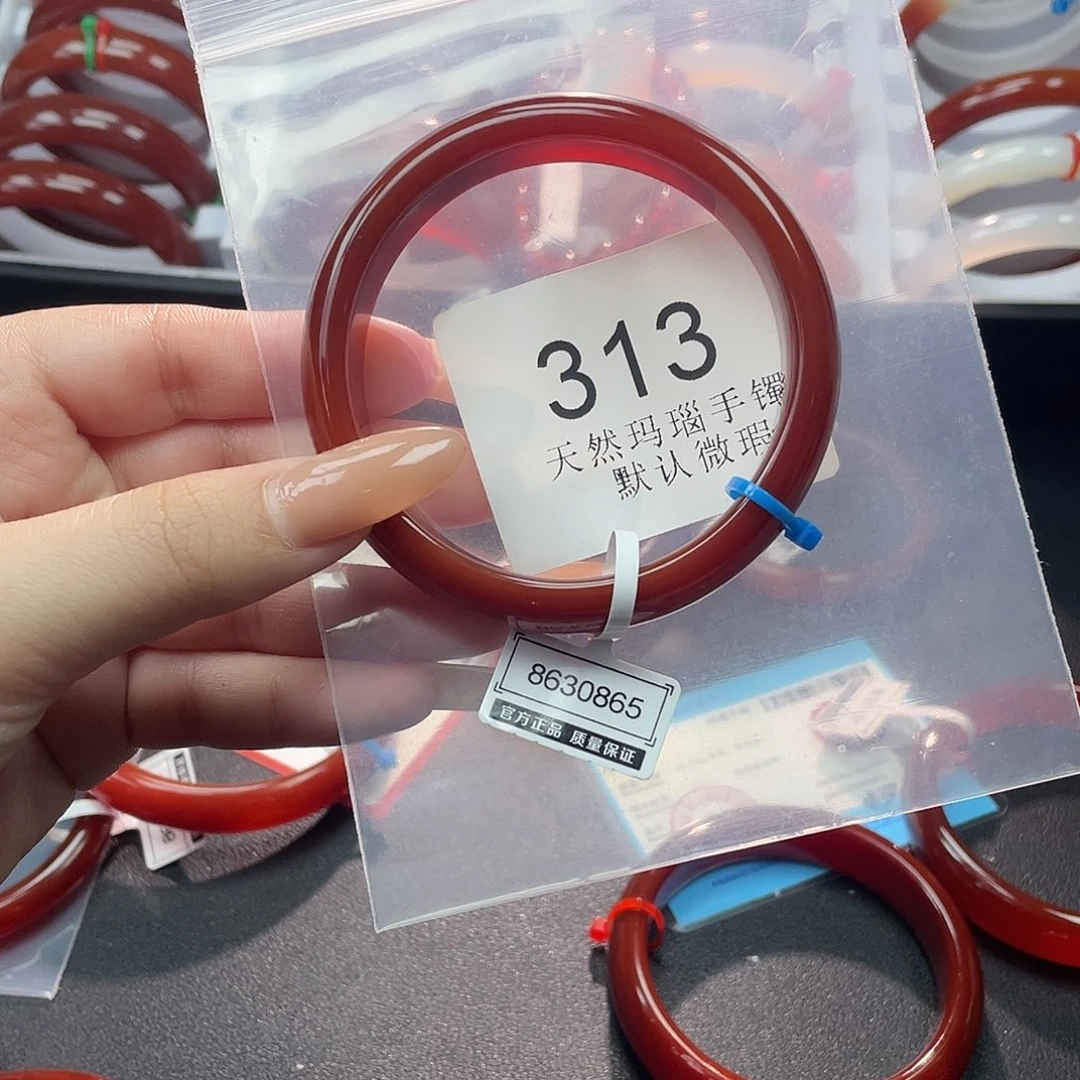 313
天然玛瑙手镯
默认微瑕
8630865
官方正品 质量保证